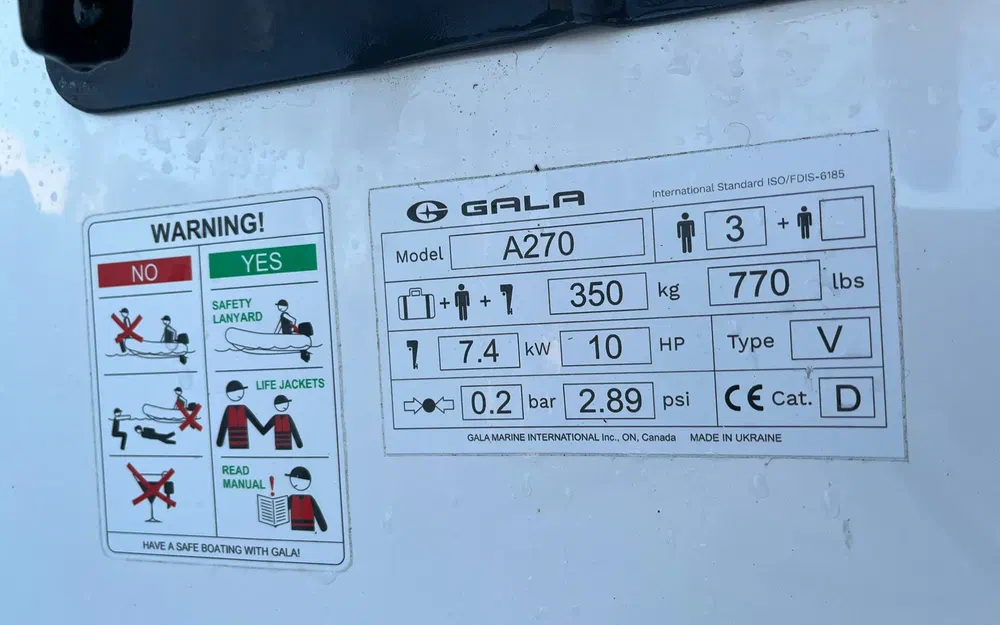 WARNING!
NO
YES
SAFETY
LANYARD
LIFE JACKETS
READ
MANUAL !
HAVE A SAFE BOATING WITH GALA!
GALA
International Standard ISO/FDIS-6185
Model A270
3 +
+ + 350 kg 770 lbs
7.4 kW 10 HP Type V
0.2 bar 2.89 psi CE Cat. D
GALA MARINE INTERNATIONAL Inc., ON, Canada MADE IN UKRAINE